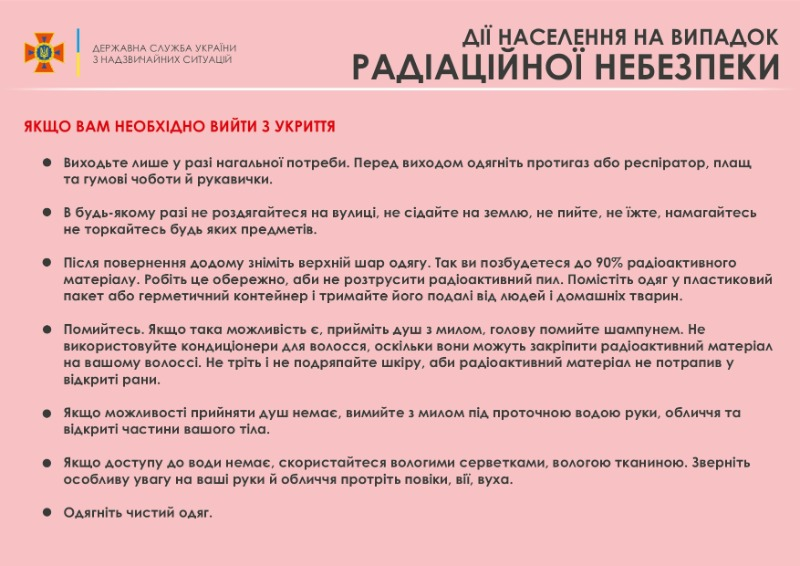 ДЕРЖАВНА СЛУЖБА УКРАЇНИ
З НАДЗВИЧАЙНИХ СИТУАЦІЙ
ДІЇ НАСЕЛЕННЯ НА ВИПАДОК
РАДІАЦІЙНОЇ НЕБЕЗПЕКИ
ЯКЩО ВАМ НЕОБХІДНО ВИЙТИ З УКРИТТЯ
● Виходьте лише у разі нагальної потреби. Перед виходом одягніть протигаз або респіратор, плащ
та гумові чоботи й рукавички.
● В будь-якому разі не роздягайтеся на вулиці, не сідайте на землю, не пийте, не їжте, намагайтесь
не торкайтесь будь яких предметів.
● Після повернення додому зніміть верхній шар одягу. Так ви позбудетеся до 90% радіоактивного
матеріалу. Робіть це обережно, аби не розтрусити радіоактивний пил. Помістіть одяг у пластиковий
пакет або герметичний контейнер і тримайте його подалі від людей і домашніх тварин.
● Помийтесь. Якщо така можливість є, прийміть душ з милом, голову помийте шампунем. Не
використовуйте кондиціонери для волосся, оскільки вони можуть закріпити радіоактивний матеріал
на вашому волоссі. Не тріть і не подряпайте шкіру, аби радіоактивний матеріал не потрапив у
відкриті рани.
● Якщо можливості прийняти душ немає, вимийте з милом під проточною водою руки, обличчя та
відкриті частини вашого тіла.
● Якщо доступу до води немає, скористайтеся вологими серветками, вологою тканиною. Зверніть
особливу увагу на ваші руки й обличчя протріть повіки, вії, вуха.
● Одягніть чистий одяг.